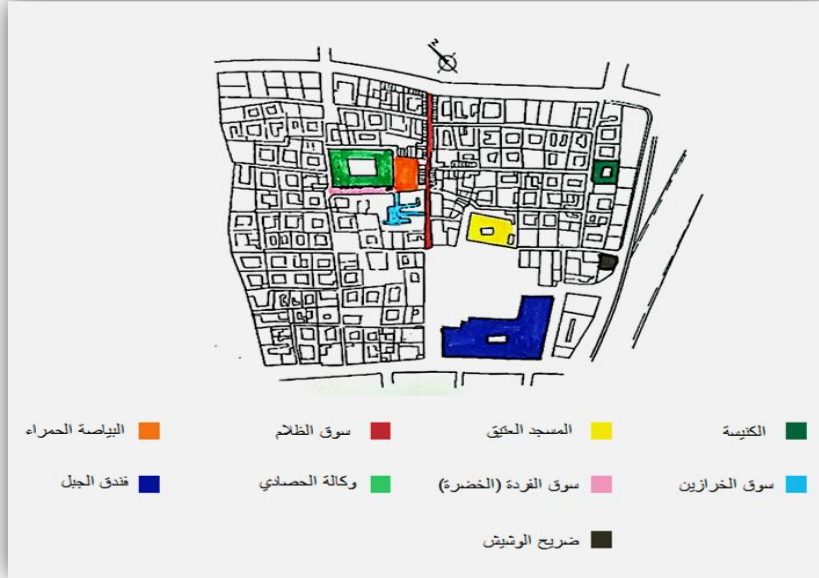 N
الكنيسة
المسجد العتيق
سوق الظلام
البياصة الحمراء
سوق الخرازين
سوق الفردة (الخضرة)
وكالة الحصادي
فندق الجبل
ضريح الوشيش